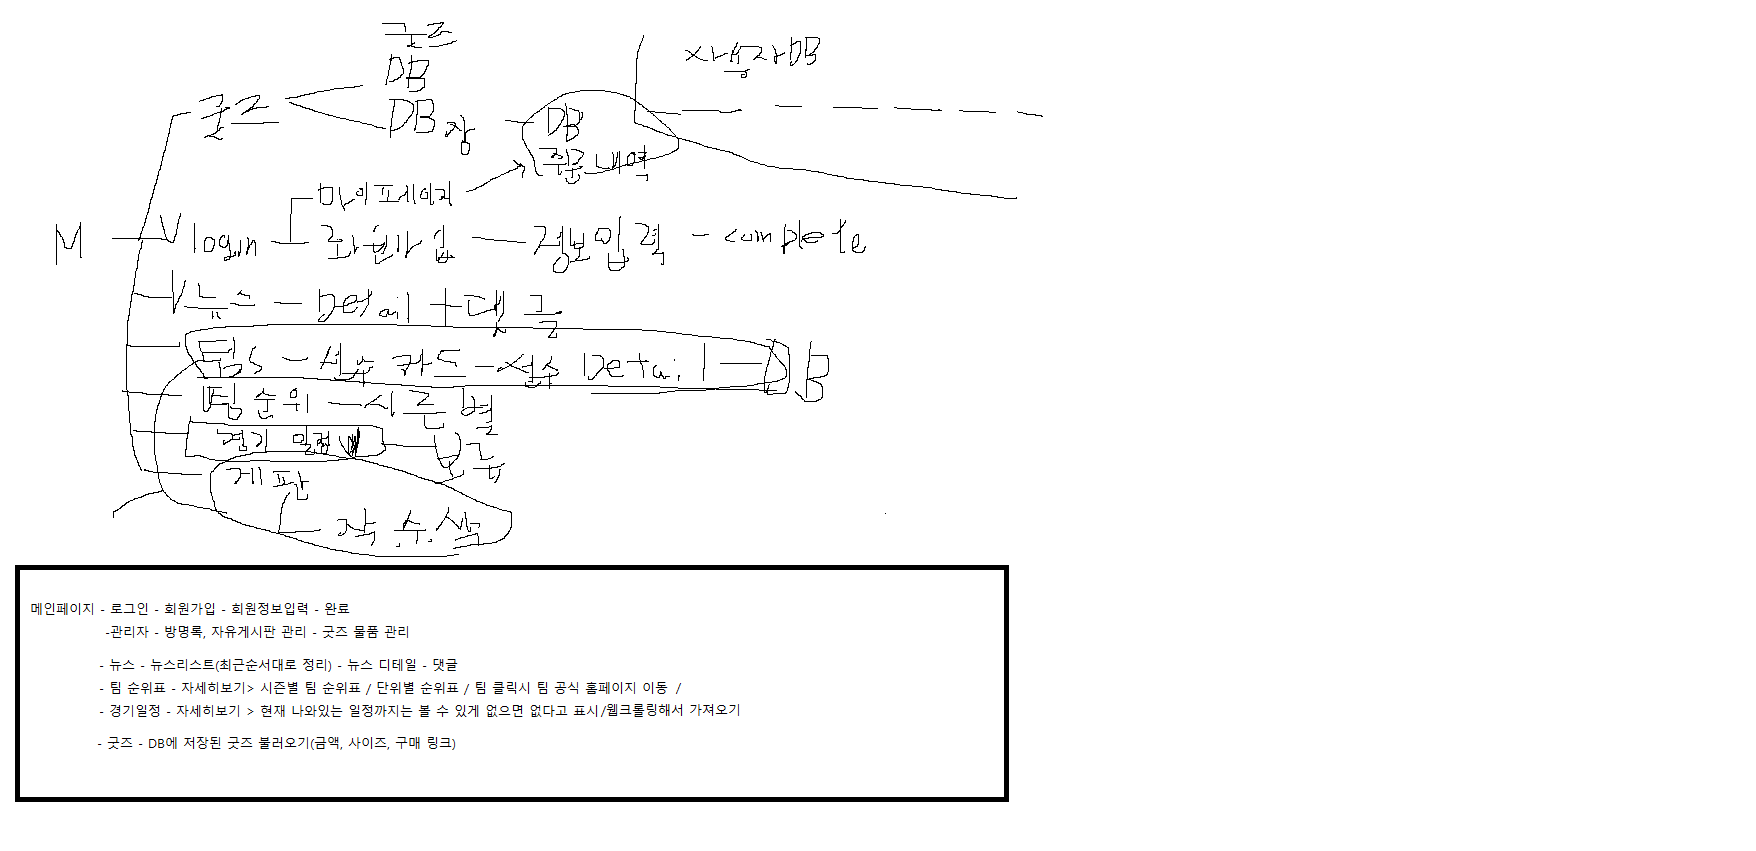 굿즈
DB
사용자DB
굿즈
DB장
DB
주문내역
마이페이지
M
login
회원가입 - 정보입력 - complete
뉴스 - Detail + 댓글
팀s - 선수 카드 - 선수 Detail - DB
팀순위 - 시즌별
경기 일정
보류
게판
작.수.삭
메인페이지 - 로그인 - 회원가입 - 회원정보입력 - 완료
-관리자 - 방명록, 자유게시판 관리 - 굿즈 물품 관리
- 뉴스 - 뉴스리스트(최근순서대로 정리) - 뉴스 디테일 - 댓글
- 팀 순위표 - 자세히보기> 시즌별 팀 순위표 / 단위별 순위표 / 팀 클릭시 팀 공식 홈페이지 이동 /
- 경기일정 - 자세히보기 > 현재 나와있는 일정까지는 볼 수 있게 없으면 없다고 표시/웹크롤링해서 가져오기
- 굿즈 - DB에 저장된 굿즈 불러오기(금액, 사이즈, 구매 링크)